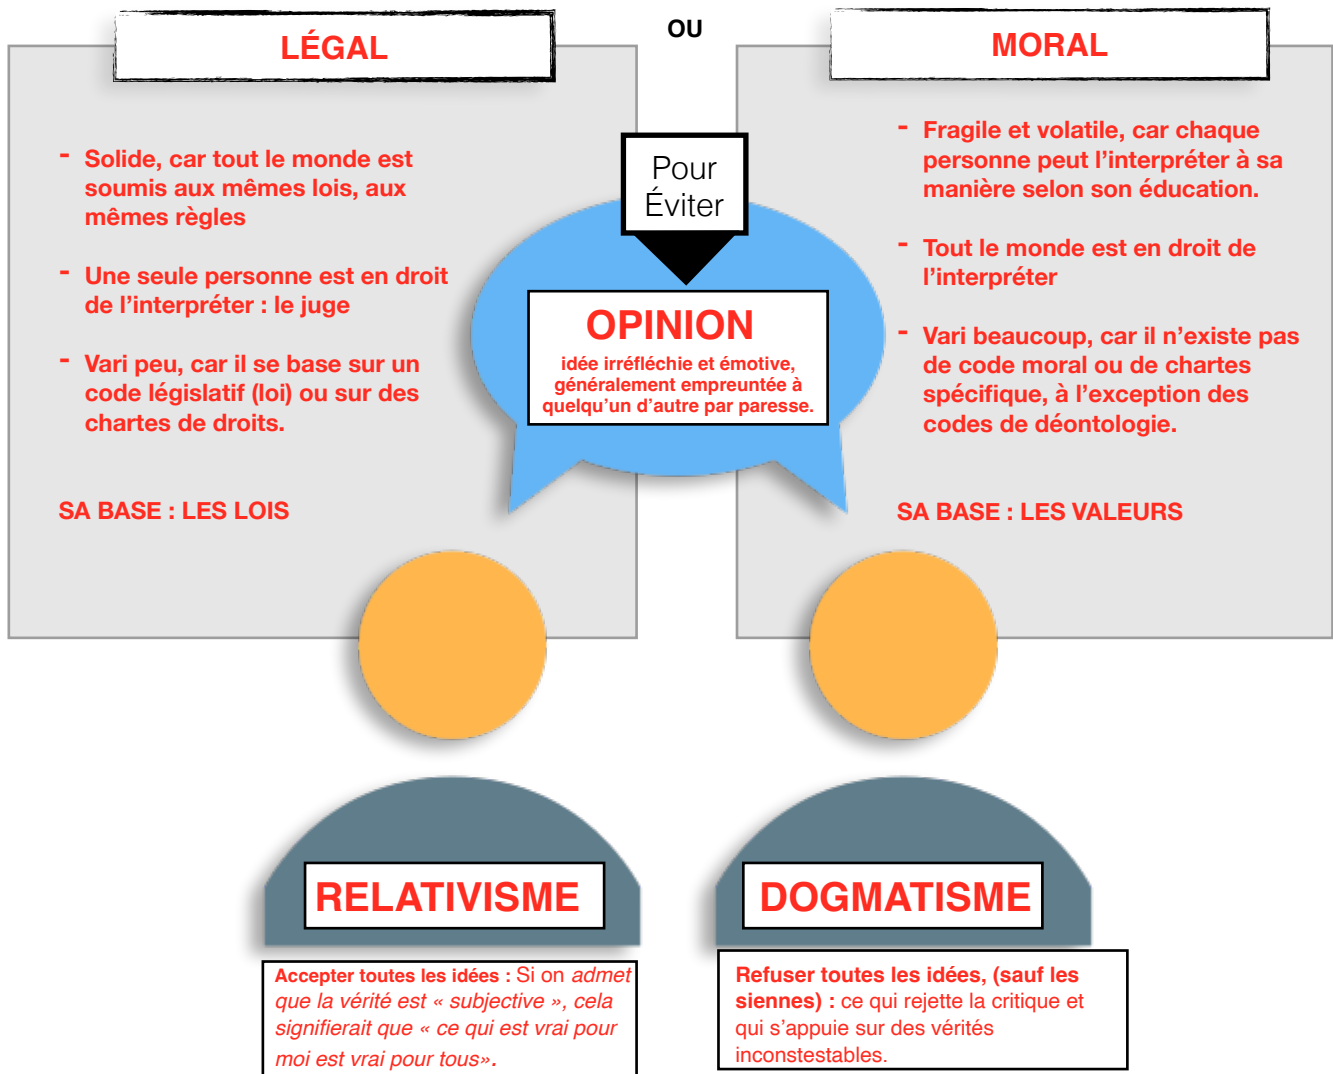 LÉGAL
OU
MORAL
- Solide, car tout le monde est
soumis aux mêmes lois, aux
mêmes règles
- Une seule personne est en droit
de l'interpréter : le juge
- Vari peu, car il se base sur un
code législatif (loi) ou sur des
chartes de droits.
SA BASE : LES LOIS
Pour
Éviter
OPINION
idée irréfléchie et émotive,
généralement empreuntée à
quelqu'un d'autre par paresse.
- Fragile et volatile, car chaque
personne peut l'interpréter à sa
manière selon son éducation.
- Tout le monde est en droit de
l'interpréter
- Vari beaucoup, car il n'existe pas
de code moral ou de chartes
spécifique, à l'exception des
codes de déontologie.
SA BASE : LES VALEURS
RELATIVISME
Accepter toutes les idées : Si on admet
que la vérité est « subjective », cela
signifierait que « ce qui est vrai pour
moi est vrai pour tous».
DOGMATISME
Refuser toutes les idées, (sauf les
siennes) : ce qui rejette la critique et
qui s'appuie sur des vérités
inconstestables.